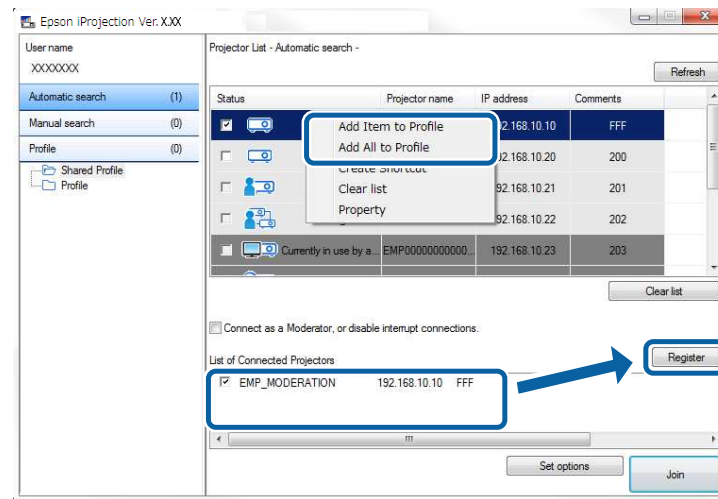 Epson iProjection Ver. X.XX
User name
XXXXXXX
Automatic search (1)
Manual search (0)
Profile (0)
Shared Profile
Profile
Projector List - Automatic search -
Refresh
Status Projector name IP address Comments
192.168.10.10 FFF
192.168.10.20 200
192.168.10.21 201
192.168.10.22 202
Currently in use by a... EMP00000000000... 192.168.10.23 203
Add Item to Profile
Add All to Profile
Create Shortcut
Clear list
Property
Clear list
Connect as a Moderator, or disable interrupt connections.
List of Connected Projectors
Register
EMP_MODERATION 192.168.10.10 FFF
Set options
Join